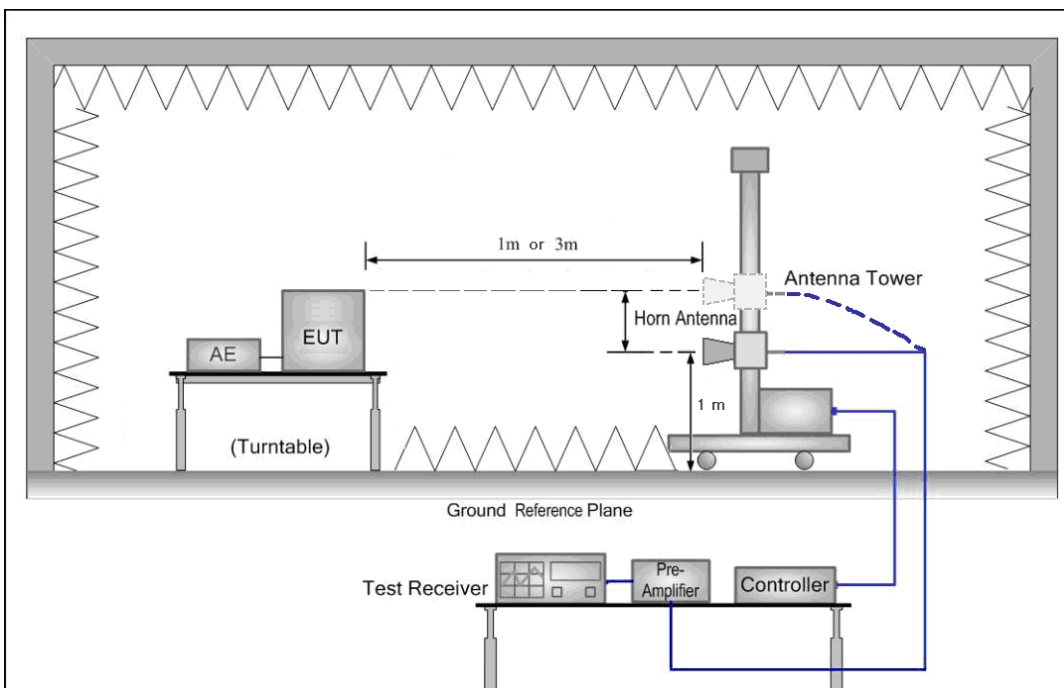 1m or 3m
Antenna Tower
Horn Antenna
EUT
AE
1 m
(Turntable)
Ground Reference Plane
Test Receiver
Pre-
Amplifier
Controller